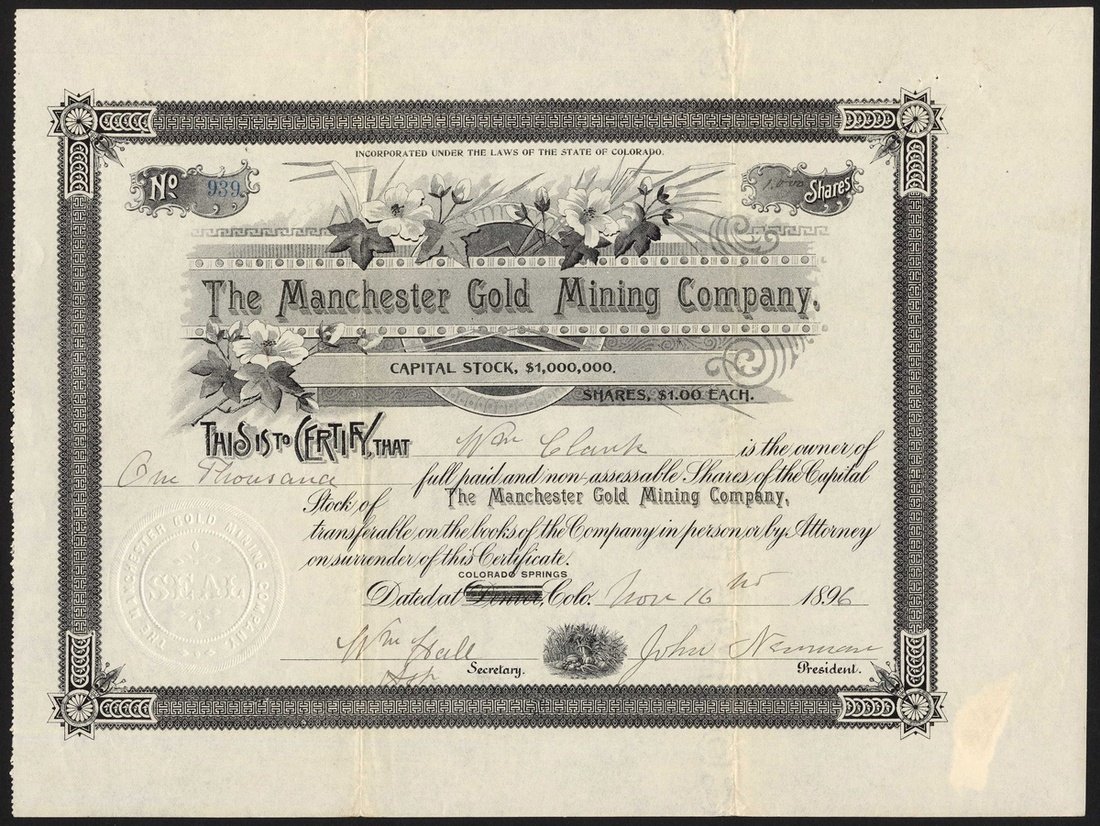 INCORPORATED UNDER THE LAWS OF THE STATE OF COLORADO.
No 939
1,000 Shares
The Manchester Gold Mining Company.
CAPITAL STOCK, $1,000,000.
SHARES, $1.00 EACH.
THIS IS TO CERTIFY, THAT Wm Clark is the owner of
One Thousand full paid and non-assessable Shares of the Capital
Stock of The Manchester Gold Mining Company,
transferable on the books of the Company in person or by Attorney
on surrender of this Certificate.
COLORADO SPRINGS
Dated at Denver, Colo. Nov 16 1896
THE MANCHESTER GOLD MINING COMPANY
SEAL
Wm Hall Secretary.
John Newman President.